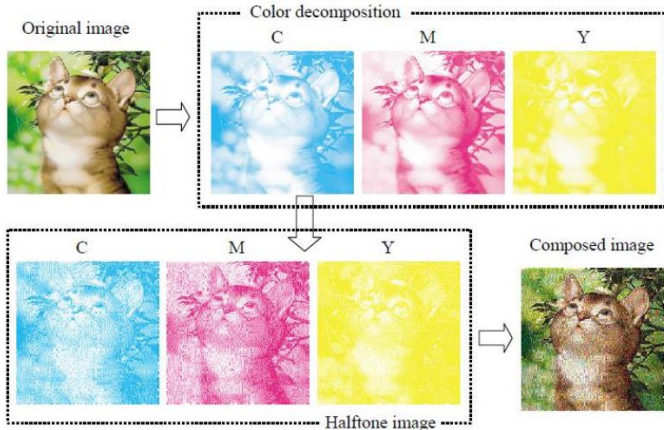 Color decomposition
Original image
C M Y
C M Y
Composed image
Halftone image